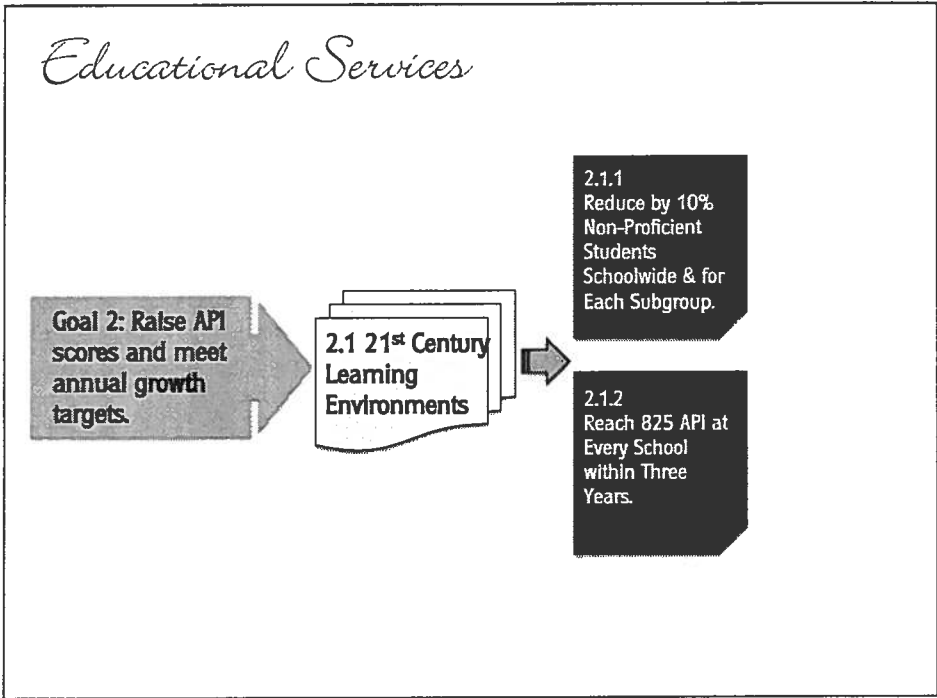 Educational Services
Goal 2: Raise API
scores and meet
annual growth
targets.
2.1 21st Century
Learning
Environments
2.1.1
Reduce by 10%
Non-Proficient
Students
Schoolwide & for
Each Subgroup.
2.1.2
Reach 825 API at
Every School
within Three
Years.